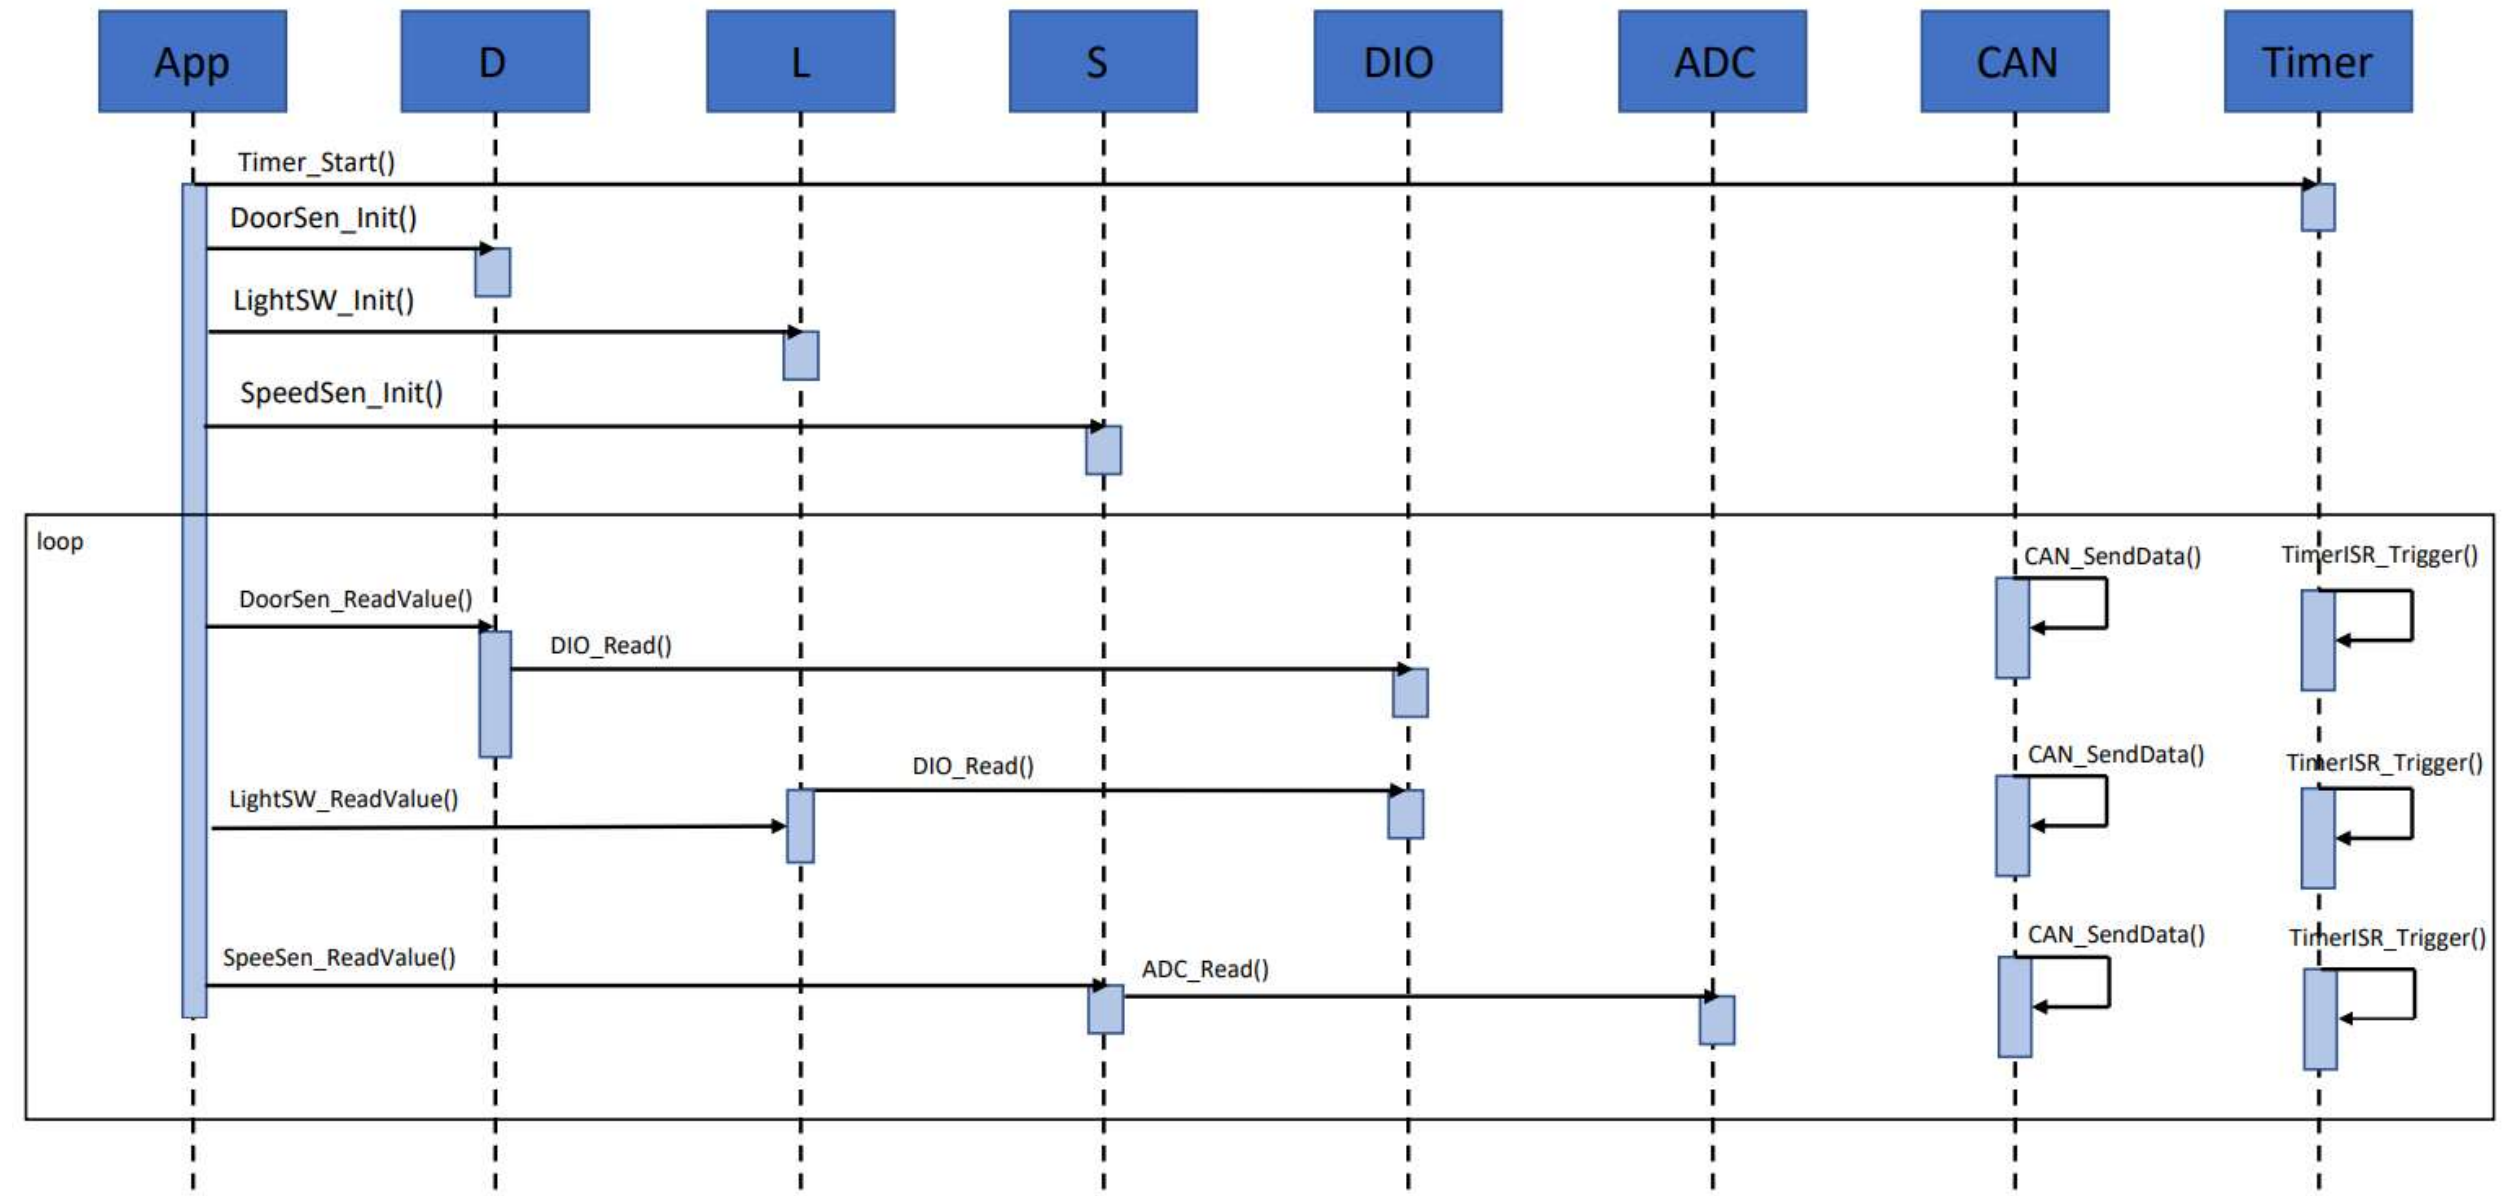 App
D
L
S
DIO
ADC
CAN
Timer
Timer_Start()
DoorSen_Init()
LightSW_Init()
SpeedSen_Init()
loop
CAN_SendData()
TimerISR_Trigger()
DoorSen_ReadValue()
DIO_Read()
CAN_SendData()
TimerISR_Trigger()
DIO_Read()
LightSW_ReadValue()
CAN_SendData()
TimerISR_Trigger()
SpeeSen_ReadValue()
ADC_Read()